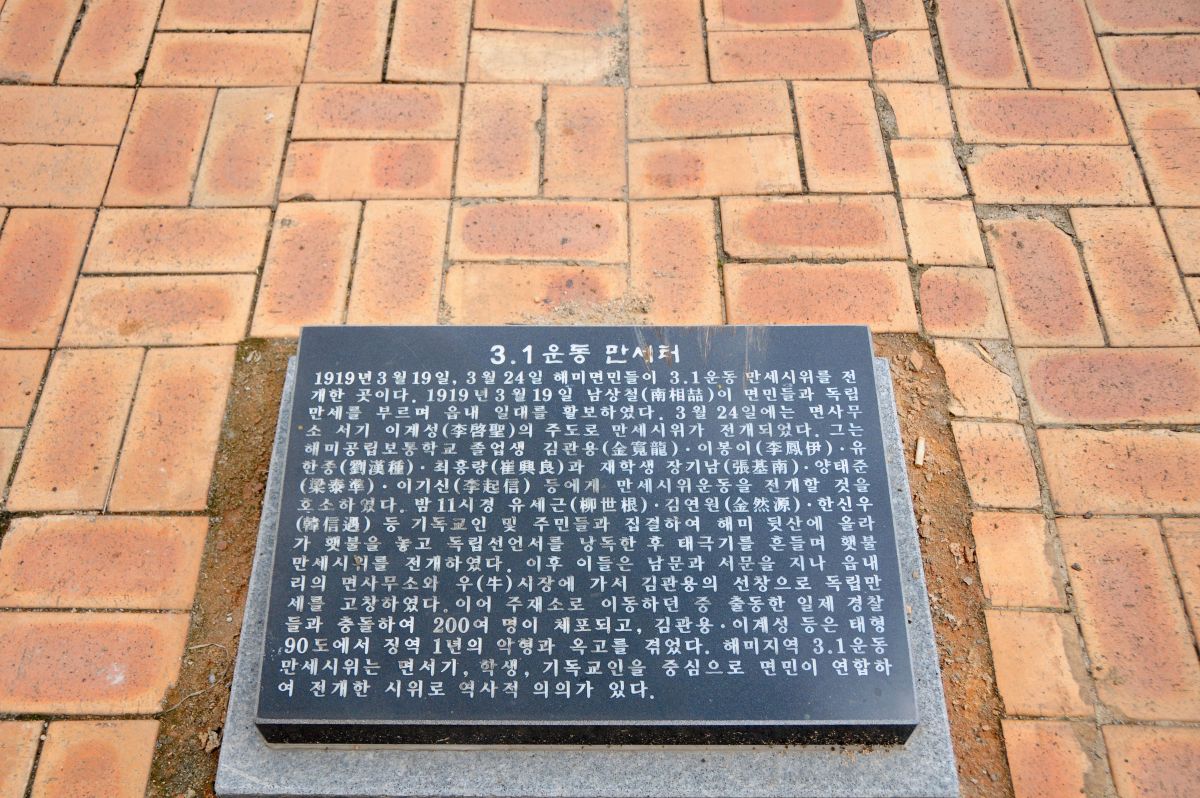 3.1운동 만세터
1919년 3월 19일, 3월 24일 해미면민들이 3.1운동 만세시위를 전
개한 곳이다. 1919년 3월 19일 남상철(南相喆)이 면민들과 독립
만세를 부르며 읍내 일대를 활보하였다. 3월 24일에는 면사무
소 서기 이계성(李啓聖)의 주도로 만세시위가 전개되었다. 그는
해미공립보통학교 졸업생 김관용(金寬龍)·이봉이(李鳳伊)·유
한종(劉漢種)·최흥량(崔興良)과 재학생 장기남(張基南)·양태준
(梁泰準)·이기신(李起信) 등에게 만세시위운동을 전개할 것을
호소하였다. 밤 11시경 유세근(柳世根)·김연원(金然源)·한신우
(韓信遇) 등 기독교인 및 주민들과 집결하여 해미 뒷산에 올라
가 횃불을 놓고 독립선언서를 낭독한 후 태극기를 흔들며 횃불
만세시위를 전개하였다. 이후 이들은 남문과 서문을 지나 읍내
리의 면사무소와 우(牛)시장에 가서 김관용의 선창으로 독립만
세를 고창하였다. 이어 주재소로 이동하던 중 출동한 일제 경찰
들과 충돌하여 200여 명이 체포되고, 김관용·이계성 등은 태형
90도에서 징역 1년의 악형과 옥고를 겪었다. 해미지역 3.1운동
만세시위는 면서기, 학생, 기독교인을 중심으로 면민이 연합하
여 전개한 시위로 역사적 의의가 있다.